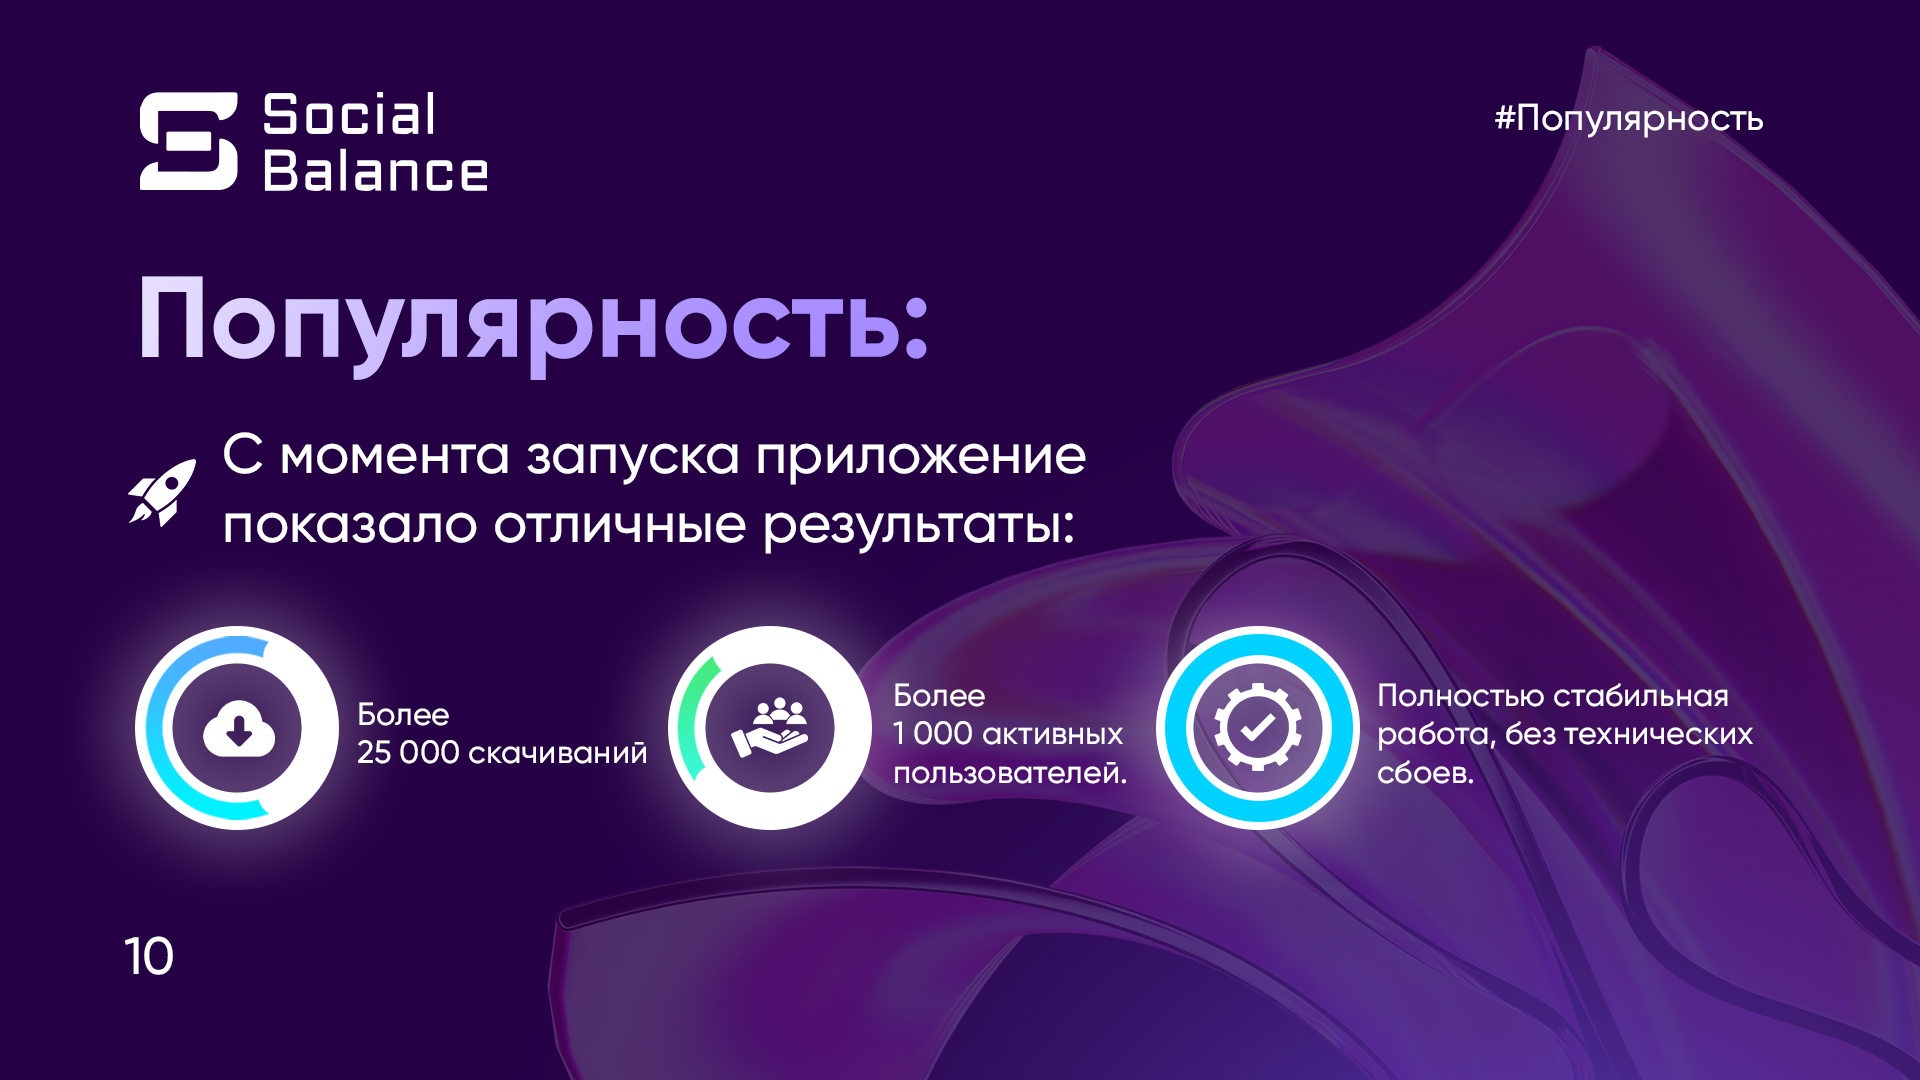 Social
Balance
#Популярность
Популярность:
С момента запуска приложение
показало отличные результаты:
Более
25 000 скачиваний
Более
1 000 активных
пользователей.
Полностью стабильная
работа, без технических
сбоев.
10